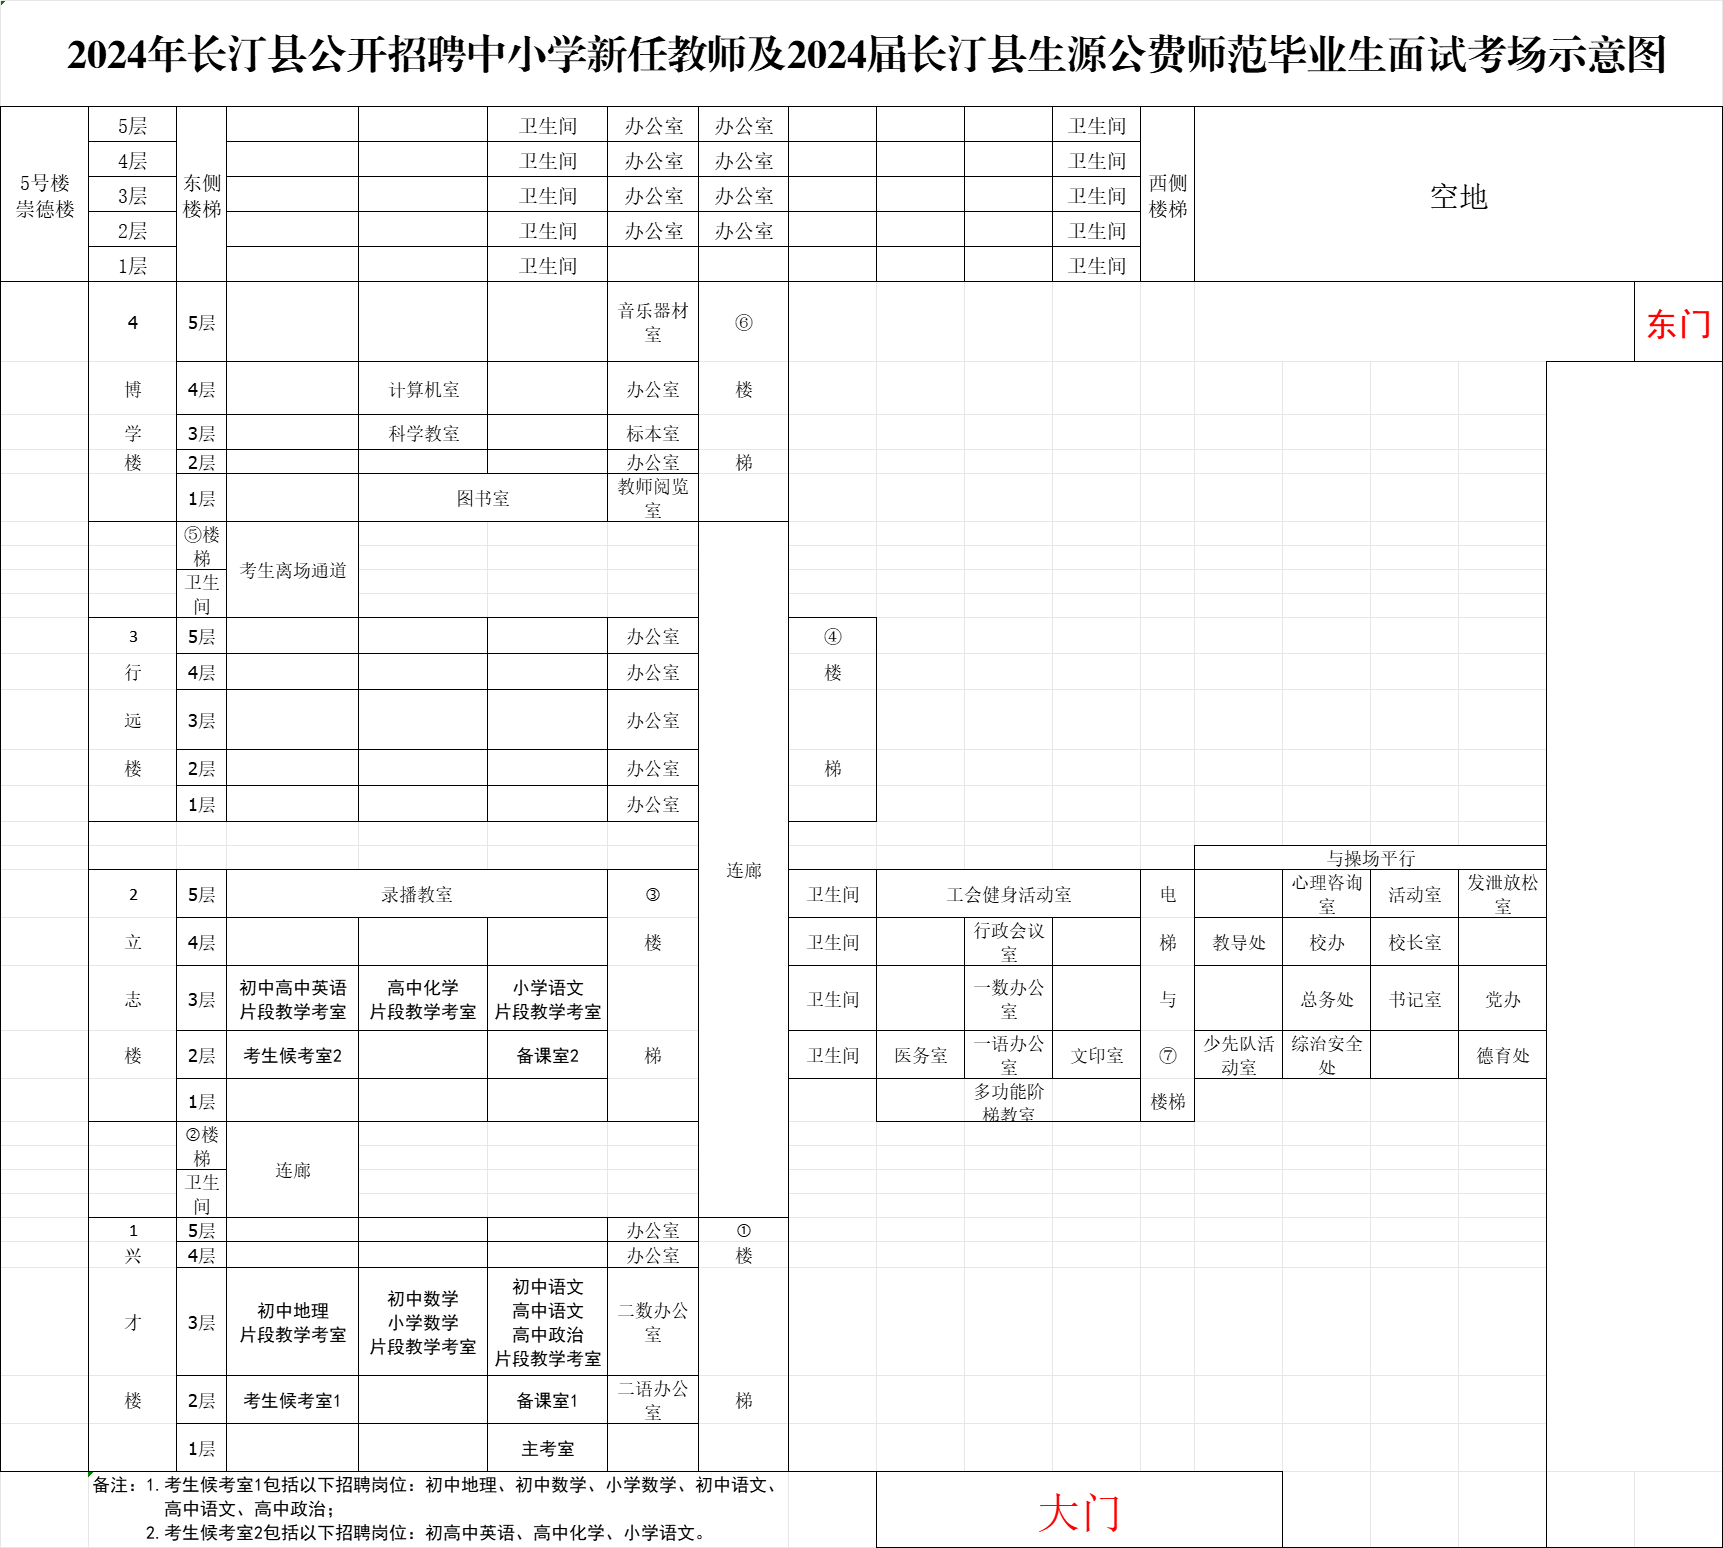 2024年长汀县公开招聘中小学新任教师及2024届长汀县生源公费师范毕业生面试考场示意图
5号楼
崇德楼
东侧
楼梯
西侧
楼梯
空地
5层 卫生间 办公室 办公室 卫生间
4层 卫生间 办公室 办公室 卫生间
3层 卫生间 办公室 办公室 卫生间
2层 卫生间 办公室 办公室 卫生间
1层 卫生间 卫生间
4 5层 音乐器材
室 ⑥ 东门
博 4层 计算机室 办公室 楼
学 3层 科学教室 标本室
楼 2层 办公室 梯
1层 图书室 教师阅览
室
⑤楼
梯
卫生
间
考生离场通道
3 5层 办公室 ④
行 4层 办公室 楼
远 3层 办公室
楼 2层 办公室 梯
1层 办公室
连廊
与操场平行
2 5层 录播教室 ③ 卫生间 工会健身活动室 电 心理咨询
室 活动室 发泄放松
室
立 4层 楼 卫生间 行政会议
室 梯 教导处 校办 校长室
志 3层 初中高中英语
片段教学考室 高中化学
片段教学考室 小学语文
片段教学考室 卫生间 一数办公
室 与 总务处 书记室 党办
楼 2层 考生候考室2 备课室2 梯 卫生间 医务室 一语办公
室 文印室 ⑦ 少先队活
动室 综治安全
处 德育处
1层 多功能阶
梯教室 楼梯
②楼
梯
卫生
间
连廊
1 5层 办公室 ①
兴 4层 办公室 楼
才 3层 初中地理
片段教学考室 初中数学
小学数学
片段教学考室 初中语文
高中语文
高中政治
片段教学考室 二数办公
室
楼 2层 考生候考室1 备课室1 二语办公
室 梯
1层 主考室
备注：1.考生候考室1包括以下招聘岗位：初中地理、初中数学、小学数学、初中语文、
高中语文、高中政治；
2.考生候考室2包括以下招聘岗位：初高中英语、高中化学、小学语文。
大门